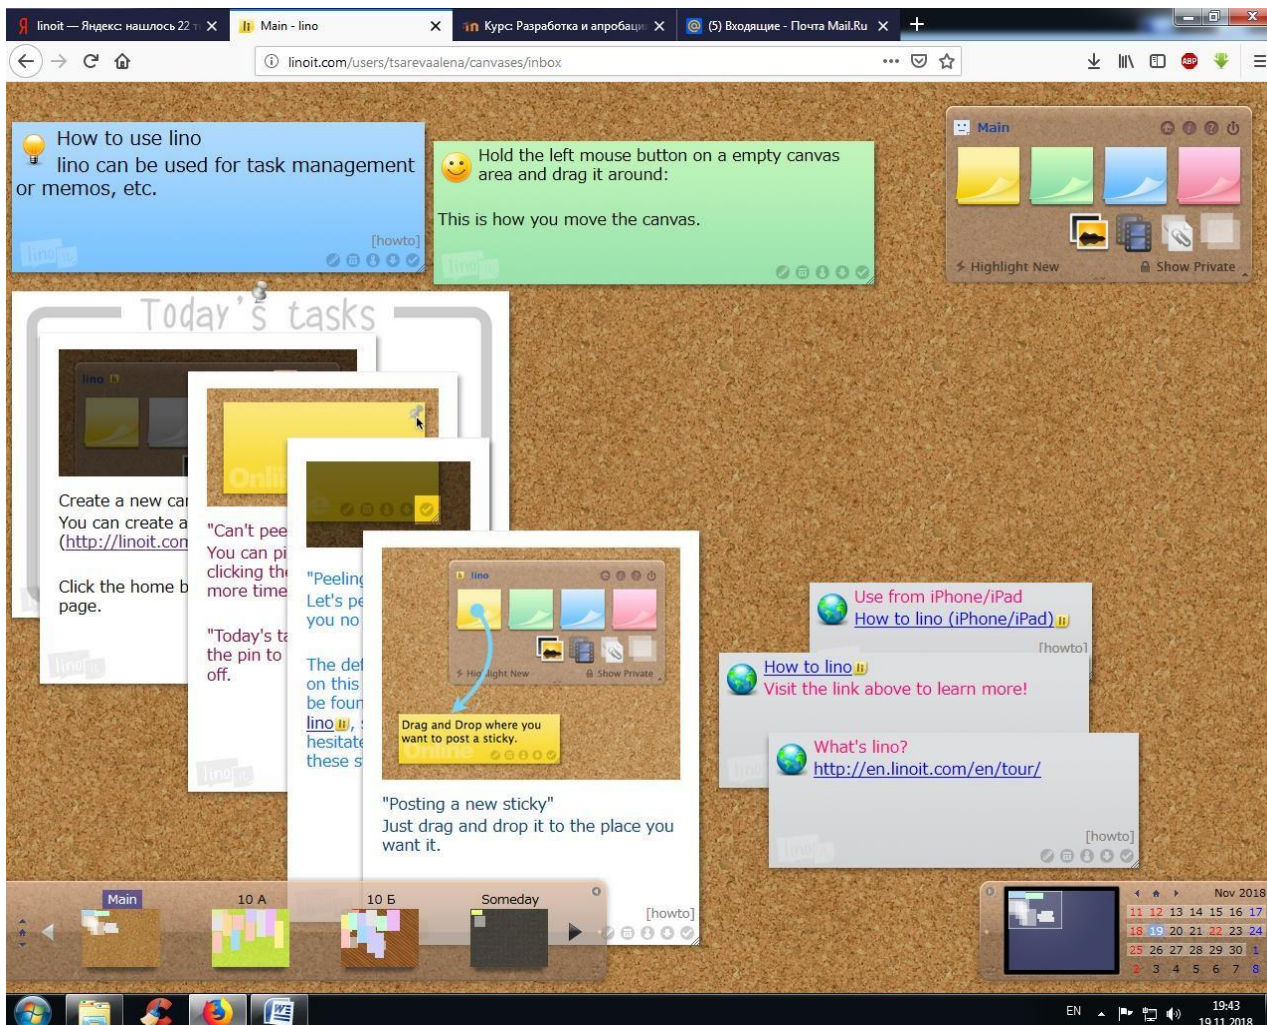 linoit — Яндекс: нашлось 22 т
Main - lino
Курс: Разработка и апробаци
(5) Входящие - Почта Mail.Ru
linoit.com/users/tsarevaalena/canvases/inbox
ABP
How to use lino
lino can be used for task management
or memos, etc.
[howto]
Hold the left mouse button on a empty canvas
area and drag it around:
This is how you move the canvas.
Main
Highlight New
Show Private
Today's tasks
lino
Create a new can
You can create a
(http://linoit.com
Click the home b
page.
"Can't pee
You can pi
clicking the
more time
"Today's ta
the pin to
off.
"Peeling
Let's pe
you no
The def
on this
be foun
lino
hesitate
these s
lino
Highlight New
Show Private
Drag and Drop where you
want to post a sticky.
"Posting a new sticky"
Just drag and drop it to the place you
want it.
[howto]
Use from iPhone/iPad
How to lino (iPhone/iPad)
[howto]
How to lino
Visit the link above to learn more!
What's lino?
http://en.linoit.com/en/tour/
[howto]
Main
10 А
10 Б
Someday
Nov 2018
11 12 13 14 15 16 17
18 19 20 21 22 23 24
25 26 27 28 29 30 1
2 3 4 5 6 7 8
EN
19:43
19.11.2018